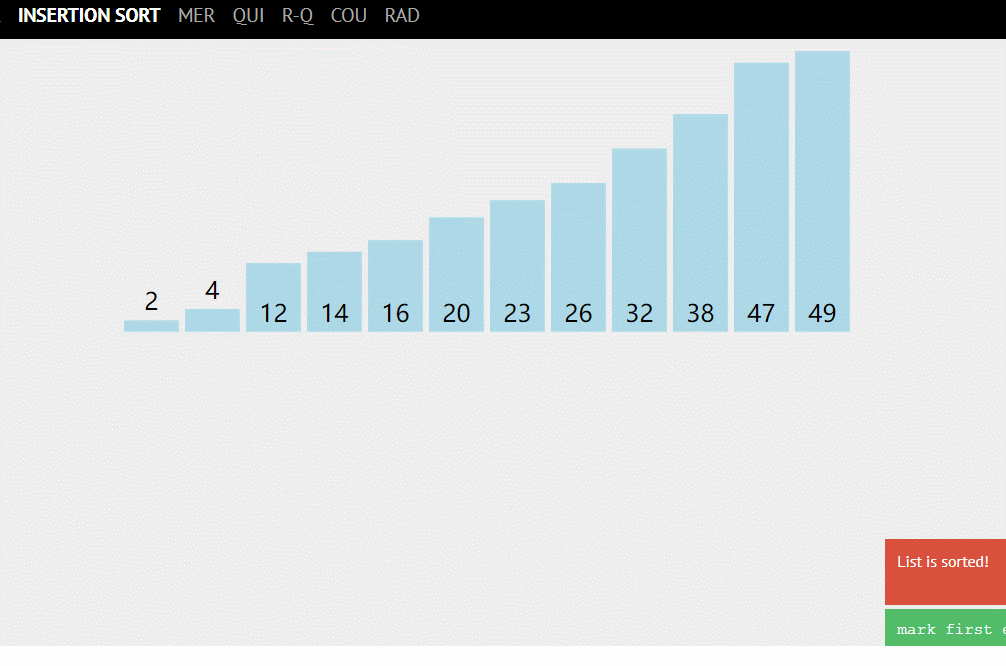 INSERTION SORT MER QUI R-Q COU RAD
2 4 12 14 16 20 23 26 32 38 47 49
List is sorted!
mark first